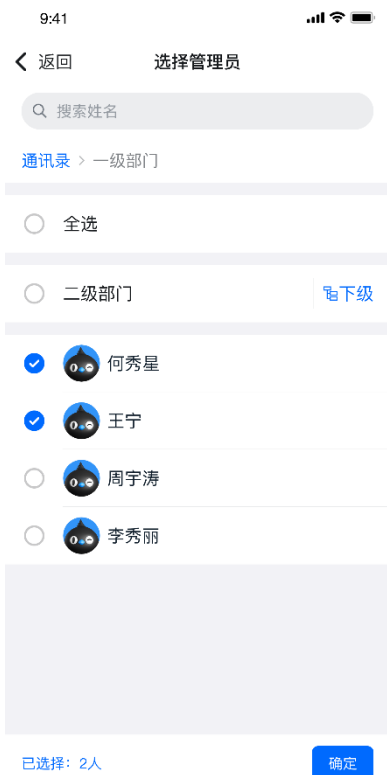 9:41
返回 选择管理员
搜索姓名
通讯录 > 一级部门
全选
二级部门 下级
何秀星
王宁
周宇涛
李秀丽
已选择：2人 确定